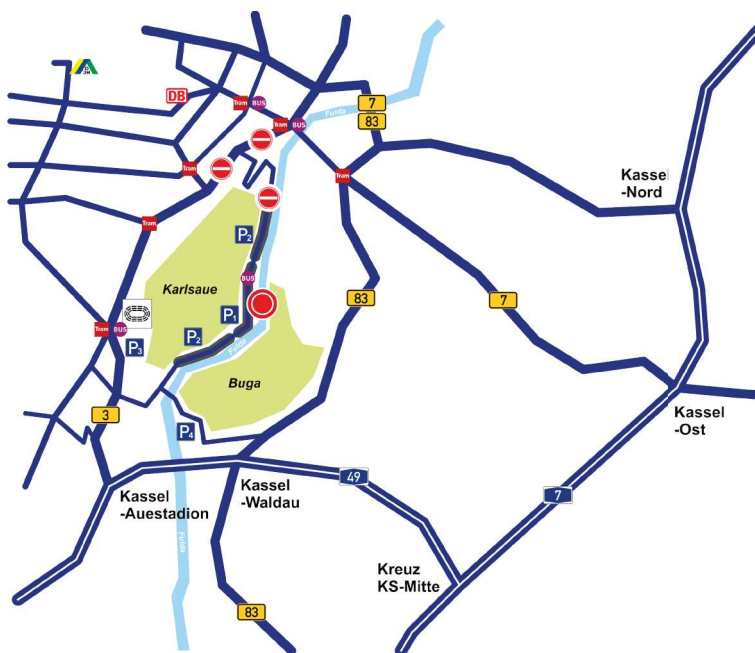 JH
DB
Tram
BUS
7
83
Fulda
Tram
BUS
Tram
Tram
Kassel
-Nord
Tram
P2
Karlsaue
BUS
83
7
P1
Tram
BUS
P3
P2
Fulda
Buga
3
P4
Kassel
-Ost
Kassel
-Auestadion
Kassel
-Waldau
49
7
Fulda
Kreuz
KS-Mitte
83